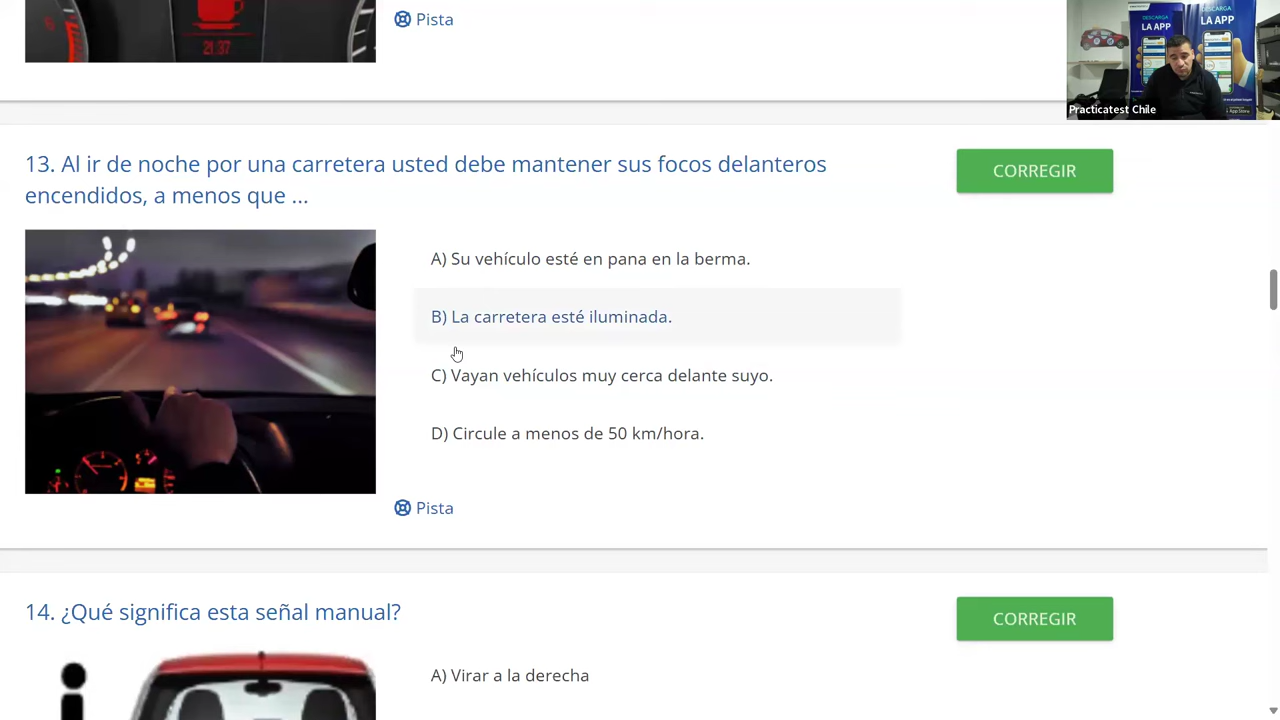 Pista
21:37
DESCARGA
LA APP
DESCARGA
LA APP
Practicatest Chile
13. Al ir de noche por una carretera usted debe mantener sus focos delanteros
encendidos, a menos que ...
CORREGIR
A) Su vehículo esté en pana en la berma.
B) La carretera esté iluminada.
C) Vayan vehículos muy cerca delante suyo.
D) Circule a menos de 50 km/hora.
Pista
14. ¿Qué significa esta señal manual?
CORREGIR
A) Virar a la derecha